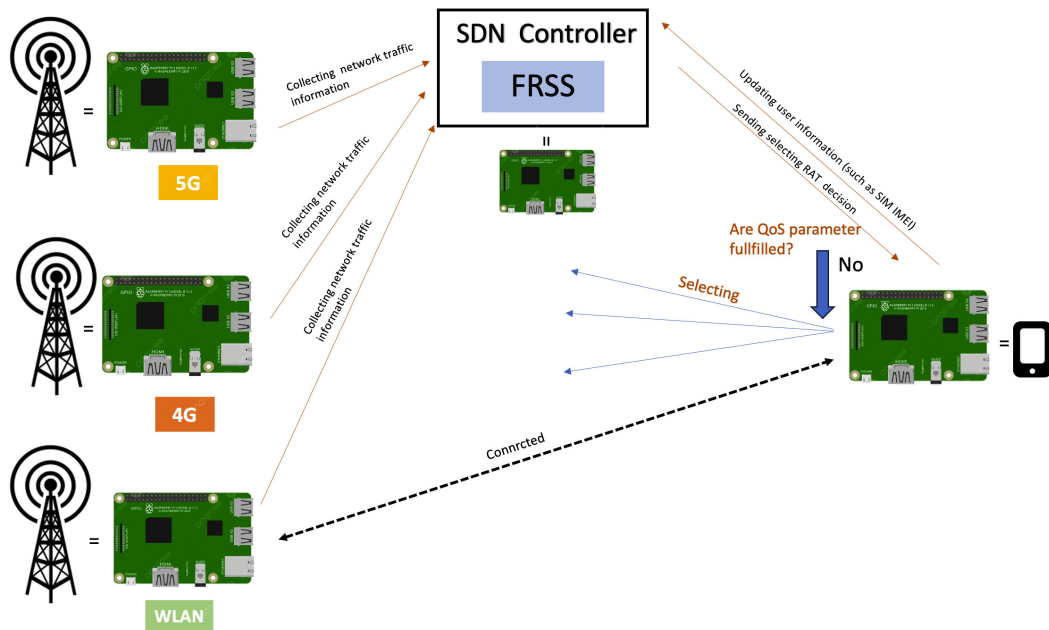 SDN Controller
FRSS
=
=
5G
Collecting network traffic
information
=
4G
Collecting network traffic
information
=
WLAN
Collecting network traffic
information
Updating user information (such as SIM IMEI)
Sending selecting RAT decision
Are QoS parameter
fullfilled?
No
Selecting
=
Connrcted